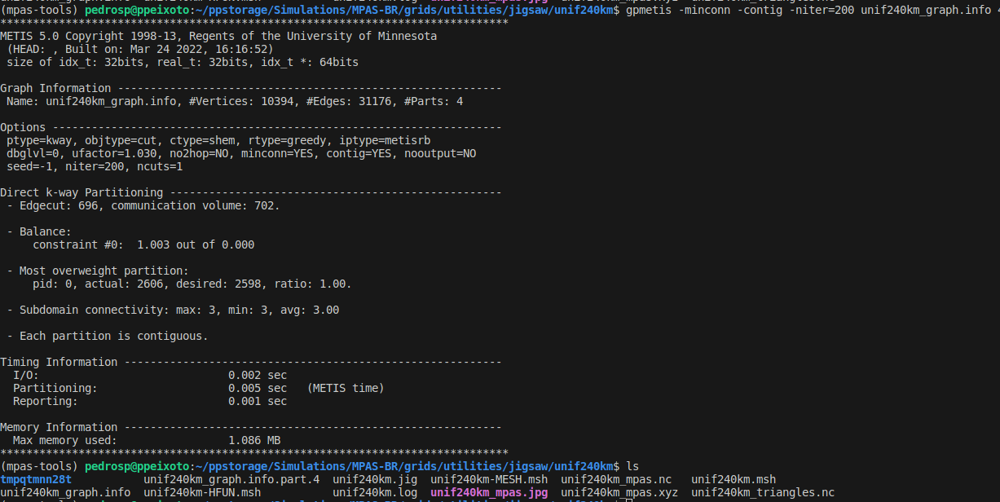 (mpas-tools) pedrosp@ppeixoto:~/ppstorage/Simulations/MPAS-BR/grids/utilities/jigsaw/unif240km$ gpmetis -minconn -contig -niter=200 unif240km_graph.info
******************************************************************************
METIS 5.0 Copyright 1998-13, Regents of the University of Minnesota
 (HEAD: , Built on: Mar 24 2022, 16:16:52)
 size of idx_t: 32bits, real_t: 32bits, idx_t *: 64bits

Graph Information -----------------------------------------------------------
 Name: unif240km_graph.info, #Vertices: 10394, #Edges: 31176, #Parts: 4

Options ---------------------------------------------------------------------
 ptype=kway, objtype=cut, ctype=shem, rtype=greedy, iptype=metisrb
 dbglvl=0, ufactor=1.030, no2hop=NO, minconn=YES, contig=YES, nooutput=NO
 seed=-1, niter=200, ncuts=1

Direct k-way Partitioning ---------------------------------------------------
 - Edgecut: 696, communication volume: 702.

 - Balance:
     constraint #0:  1.003 out of 0.000

 - Most overweight partition:
     pid: 0, actual: 2606, desired: 2598, ratio: 1.00.

 - Subdomain connectivity: max: 3, min: 3, avg: 3.00

 - Each partition is contiguous.

Timing Information ----------------------------------------------------------
  I/O:                             0.002 sec
  Partitioning:                    0.005 sec   (METIS time)
  Reporting:                       0.001 sec

Memory Information ----------------------------------------------------------
  Max memory used:                 1.086 MB
******************************************************************************
(mpas-tools) pedrosp@ppeixoto:~/ppstorage/Simulations/MPAS-BR/grids/utilities/jigsaw/unif240km$ ls
tmpqtmnn28t           unif240km_graph.info.part.4  unif240km.jig  unif240km-MESH.msh  unif240km_mpas.nc   unif240km.msh
unif240km_graph.info  unif240km-HFUN.msh           unif240km.log  unif240km_mpas.jpg  unif240km_mpas.xyz  unif240km_triangles.nc